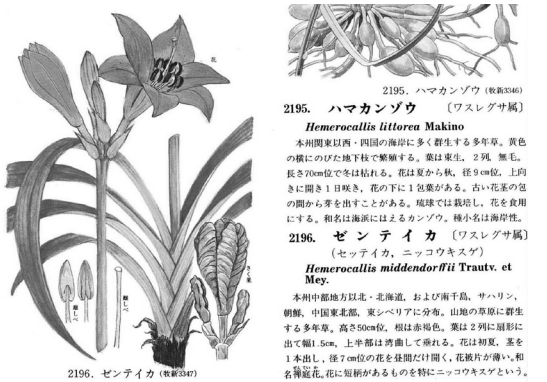 花
雄しべ
雌しべ
さく果
2196. ゼンテイカ (牧新3347)
2195. ハマカンゾウ (牧新3346)
2195. ハマカンゾウ 〔ワスレグサ属〕
Hemerocallis littorea Makino
本州関東以西・四国の海岸に多く群生する多年草。黄色
の横にのびた地下枝で繁殖する。葉は束生, 2列, 無毛。
長さ70cm位で冬は枯れる。花は夏から秋, 径9cm位, 上向
きに開き1日咲き, 花の下に1包葉がある。古い花茎の包
の間から芽を出すことがある。琉球では栽培し, 花を食用
にする。和名は海浜にはえるカンゾウ。種小名は海岸性。
2196. ゼンテイカ 〔ワスレグサ属〕
(セッテイカ, ニッコウキスゲ)
Hemerocallis middendorffii Trautv. et
Mey.
本州中部地方以北・北海道, および南千島, サハリン,
朝鮮, 中国東北部, 東シベリアに分布。山地の草原に群生
する多年草。高さ50cm位, 根は赤褐色。葉は2列に扇形に
出て幅1.5cm, 上半部は湾曲して垂れる。花は初夏, 茎を
1本出し, 径7cm位の花を昼間だけ開く, 花被片が薄い。和
名禅庭花。花に短柄があるものを特にニッコウキスゲという。